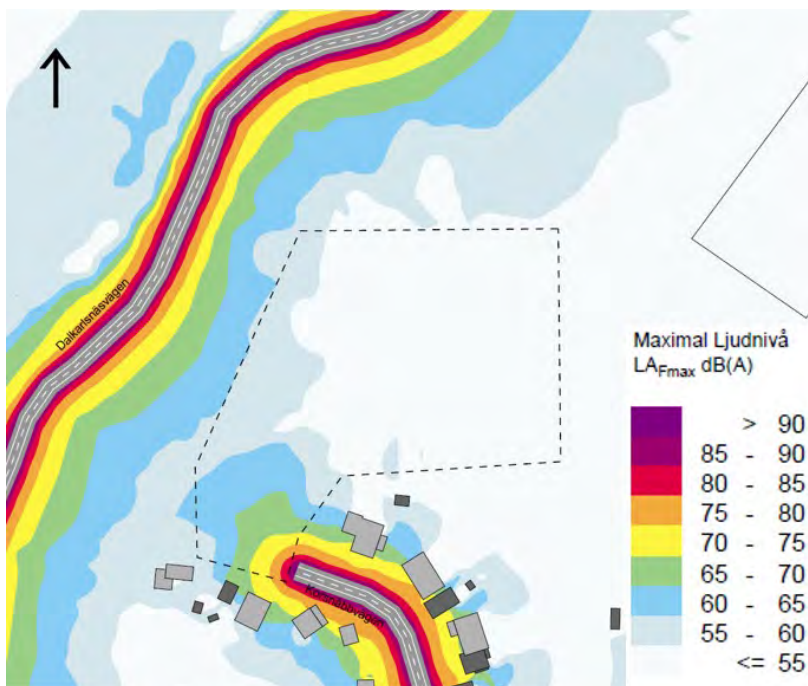 Dalkarlsnäsvägen
Korsnäbbvägen
Maximal Ljudnivå
LAFmax dB(A)
> 90
85 - 90
80 - 85
75 - 80
70 - 75
65 - 70
60 - 65
55 - 60
<= 55